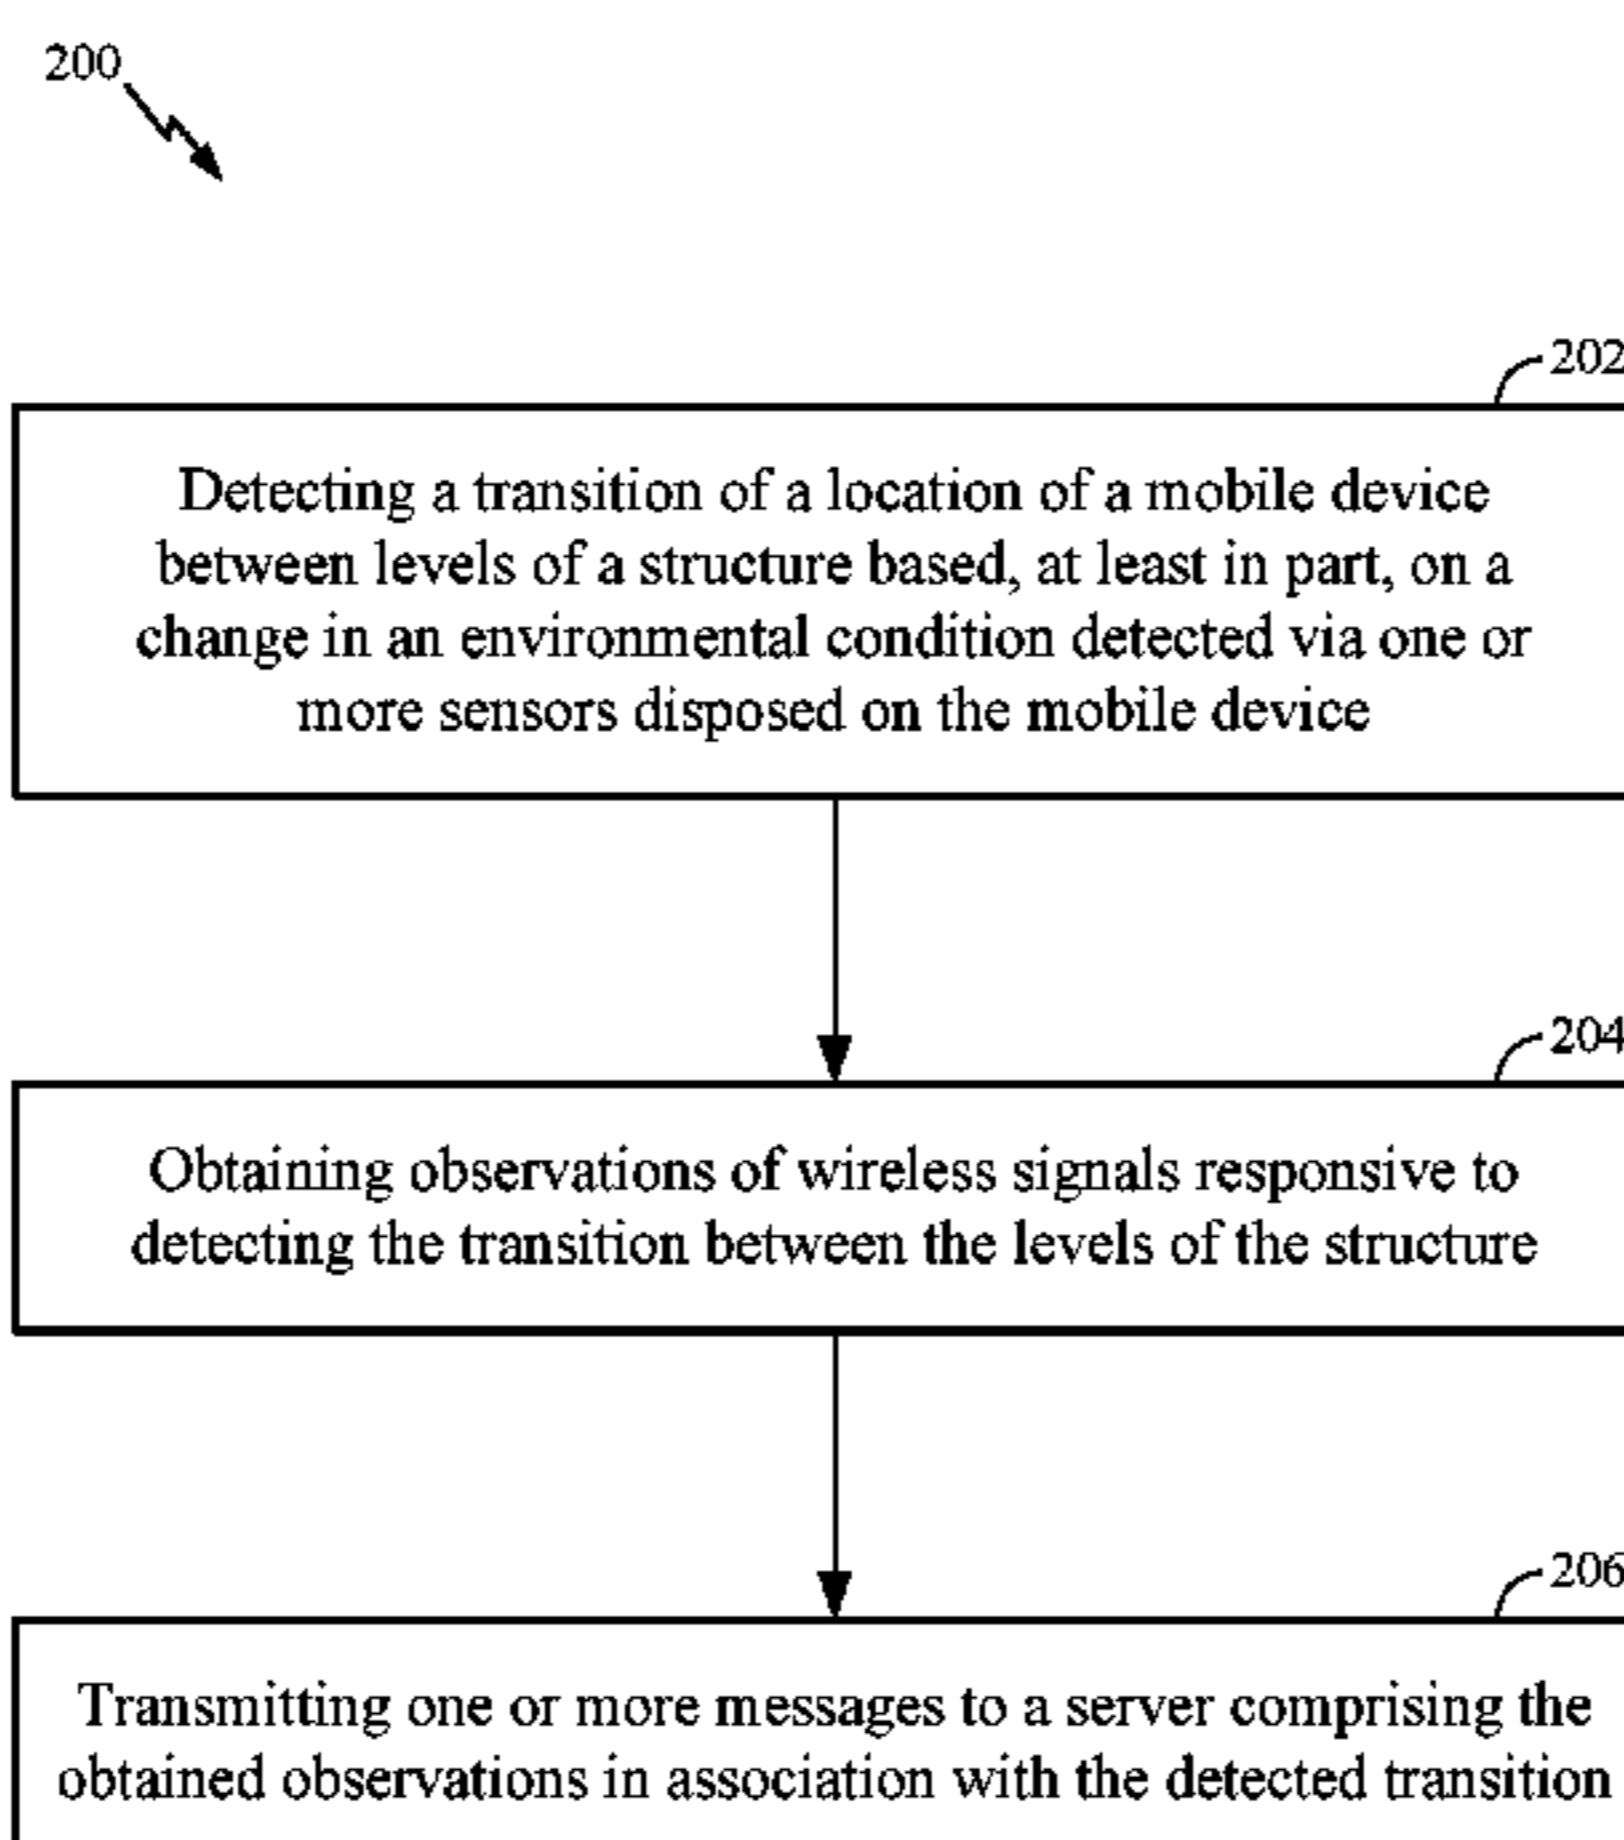 200
202
Detecting a transition of a location of a mobile device
between levels of a structure based, at least in part, on a
change in an environmental condition detected via one or
more sensors disposed on the mobile device
204
Obtaining observations of wireless signals responsive to
detecting the transition between the levels of the structure
206
Transmitting one or more messages to a server comprising the
obtained observations in association with the detected transition